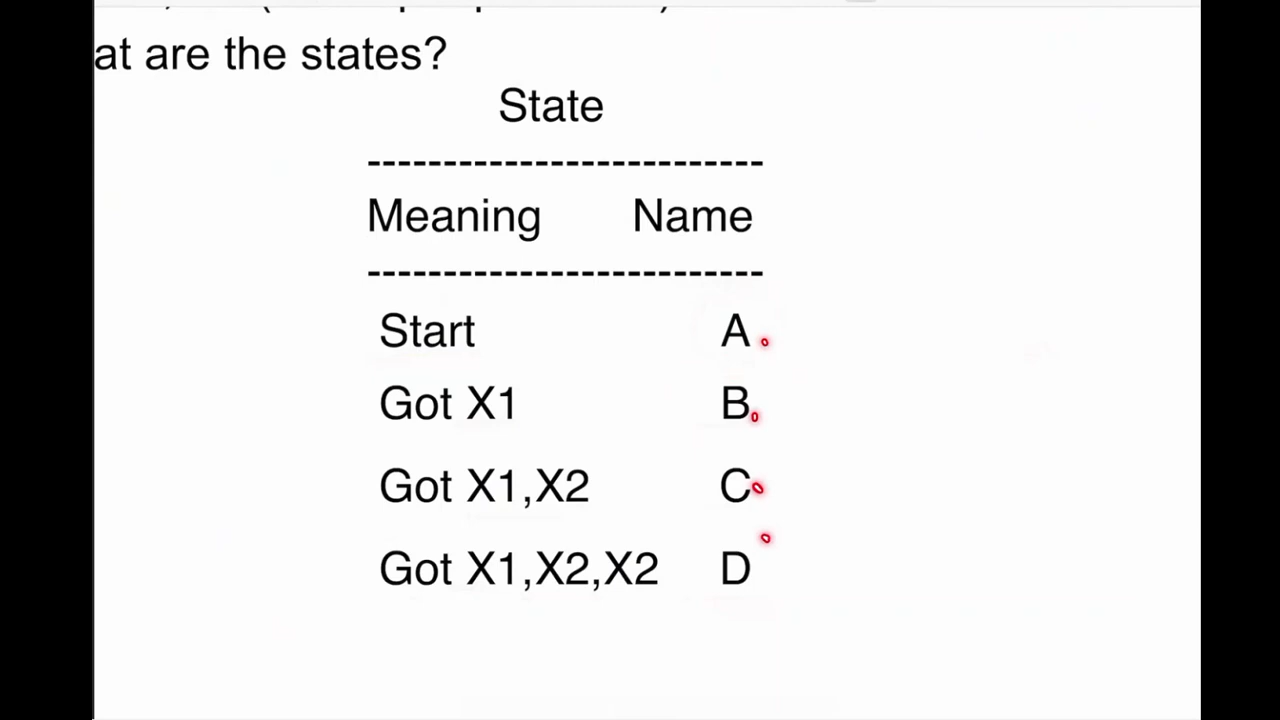 at are the states?
State
--------------------------
Meaning Name
--------------------------
Start A
Got X1 B
Got X1,X2 C
Got X1,X2,X2 D